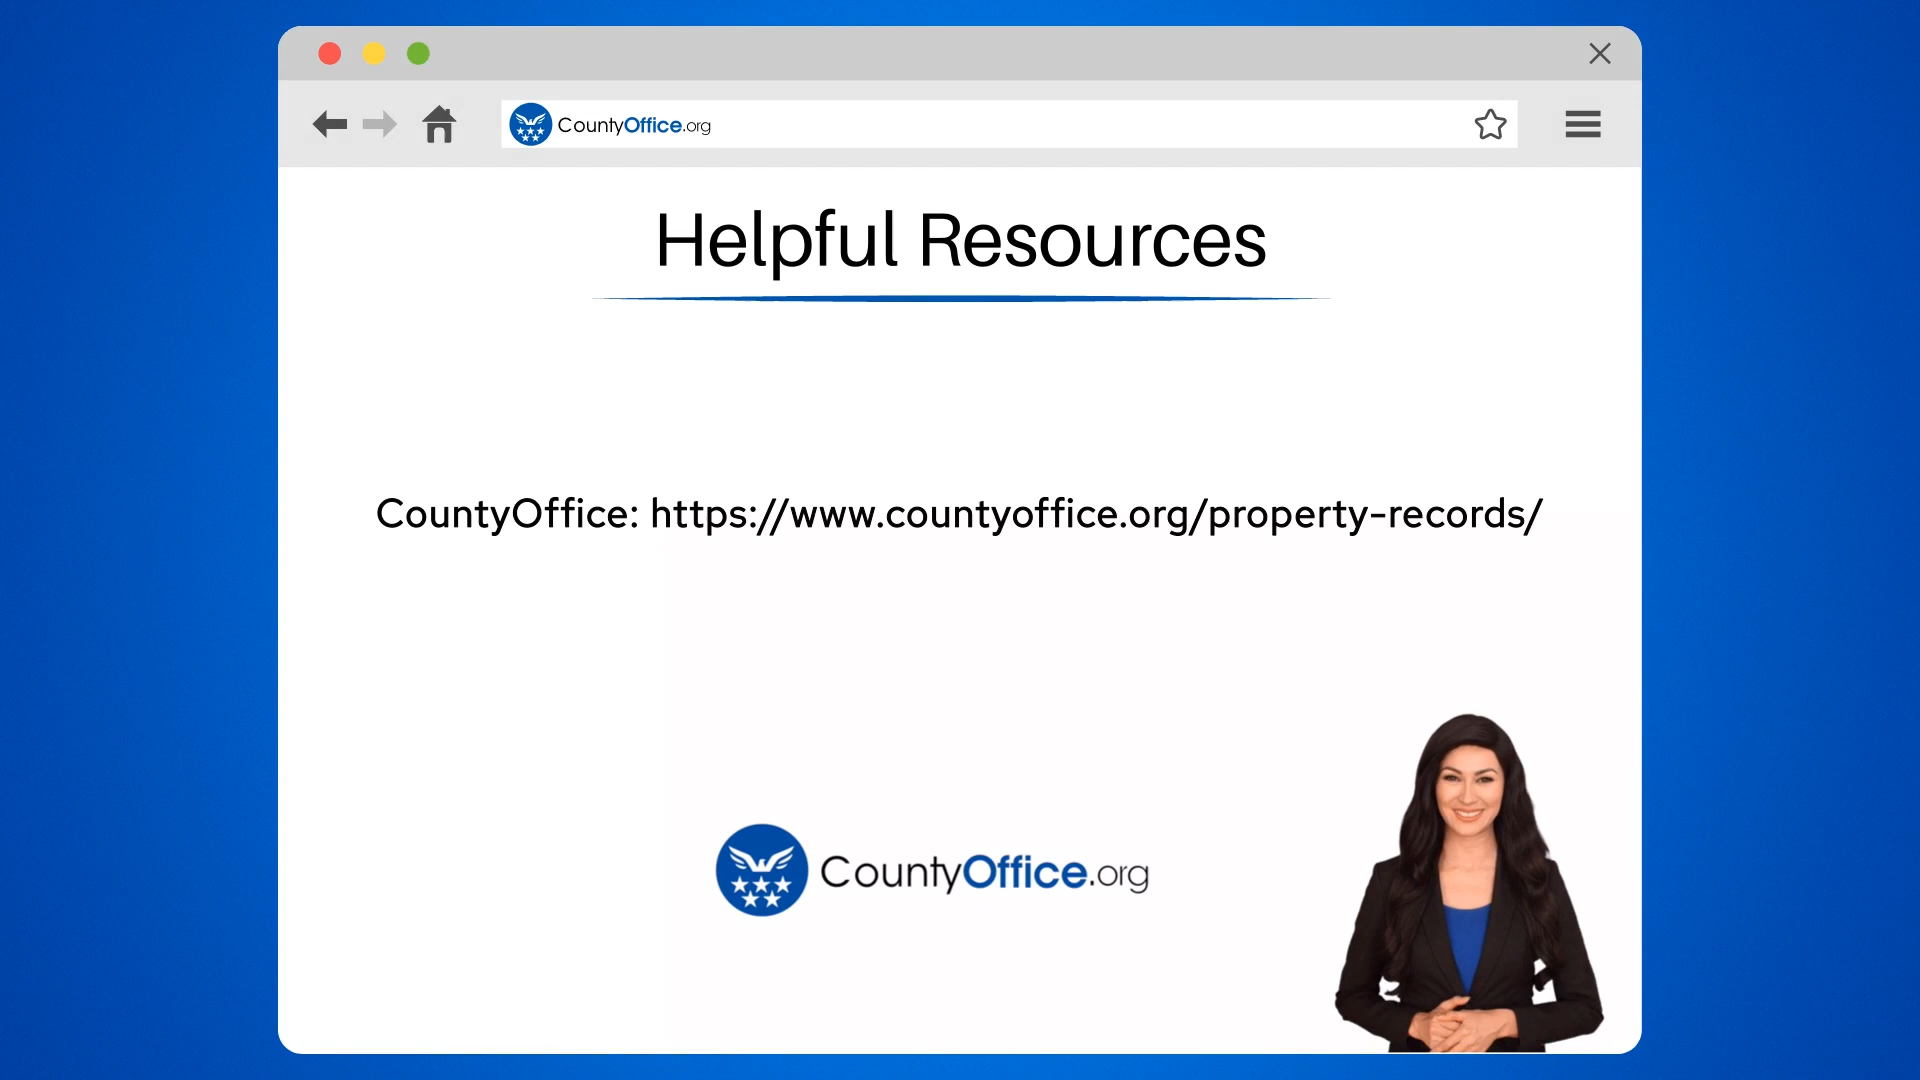 CountyOffice.org
Helpful Resources
CountyOffice: https://www.countyoffice.org/property-records/
CountyOffice.org